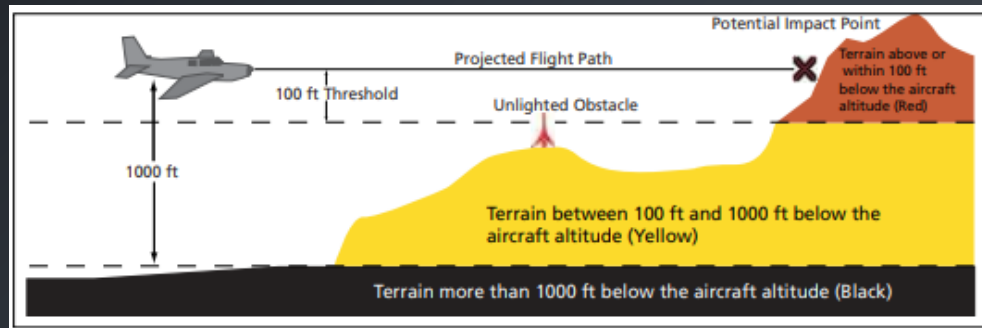 Potential Impact Point
Projected Flight Path
Terrain above or
within 100 ft
below the aircraft
altitude (Red)
100 ft Threshold
Unlighted Obstacle
1000 ft
Terrain between 100 ft and 1000 ft below the
aircraft altitude (Yellow)
Terrain more than 1000 ft below the aircraft altitude (Black)